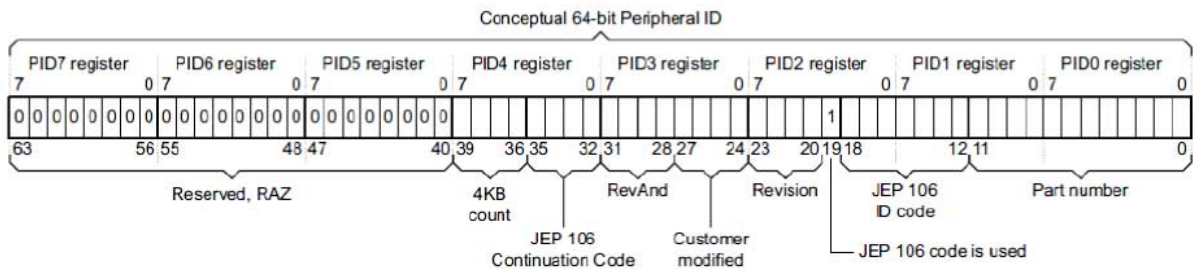 Conceptual 64-bit Peripheral ID
PID7 register PID6 register PID5 register PID4 register PID3 register PID2 register PID1 register PID0 register
7 0 7 0 7 0 7 0 7 0 7 0 7 0 7 0
0 0 0 0 0 0 0 0 0 0 0 0 0 0 0 0 0 0 0 0 0 0 0 0 1
63 56 55 48 47 40 39 36 35 32 31 28 27 24 23 20 19 18 12 11 0
Reserved, RAZ 4KB count RevAnd Revision JEP 106 ID code Part number
JEP 106 Continuation Code Customer modified JEP 106 code is used